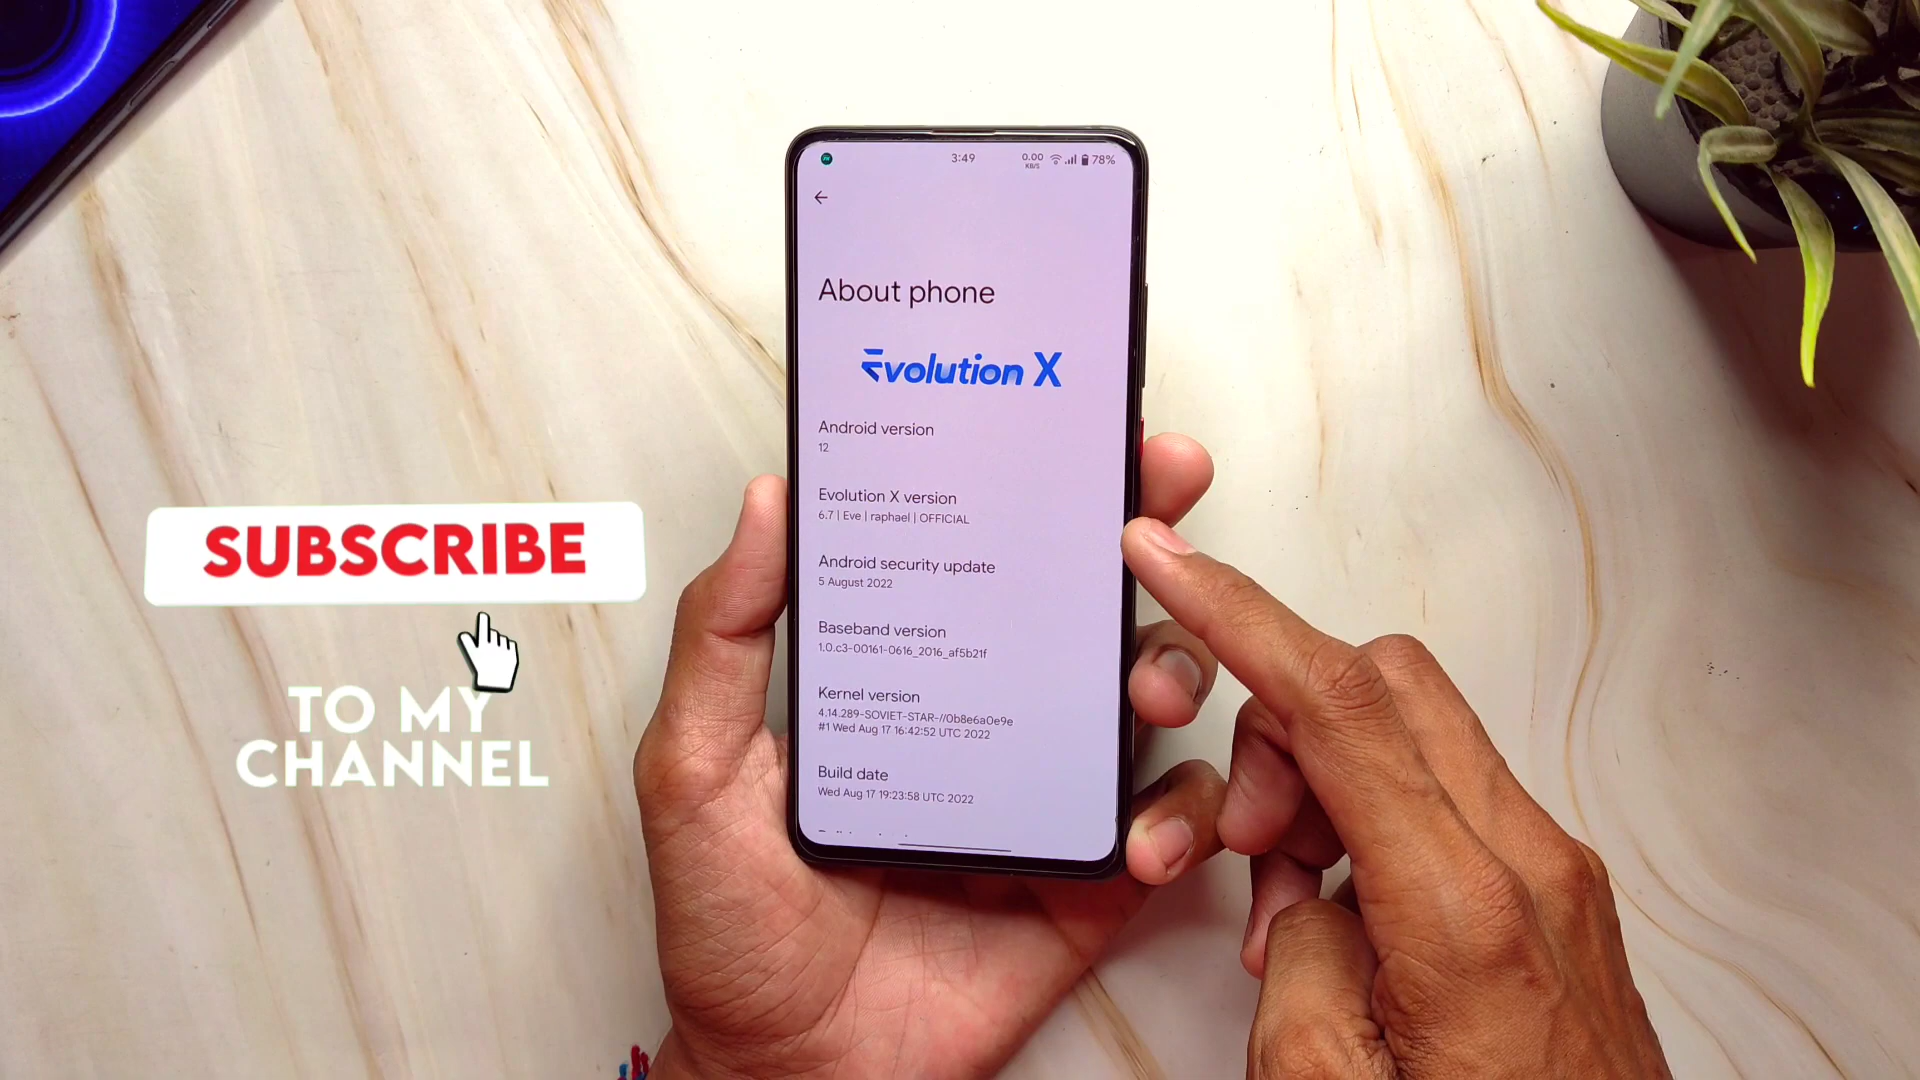 3:49
0.00
KB/S
78%
About phone
Evolution X
Android version
12
Evolution X version
6.7 | Eve | raphael | OFFICIAL
Android security update
5 August 2022
Baseband version
1.0.c3-00161-0616_2016_af5b21f
Kernel version
4.14.289-SOVIET-STAR-//0b8e6a0e9e
#1 Wed Aug 17 16:42:52 UTC 2022
Build date
Wed Aug 17 19:23:58 UTC 2022
SUBSCRIBE
TO MY
CHANNEL